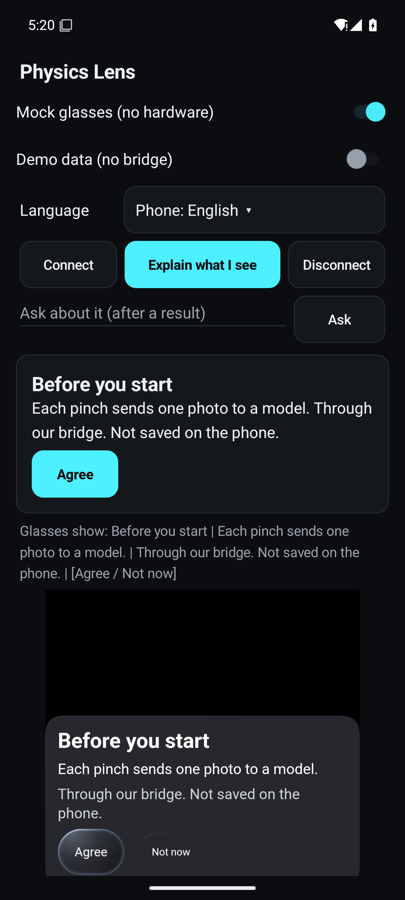 5:20
Physics Lens
Mock glasses (no hardware)
Demo data (no bridge)
Language
Phone: English
Connect
Explain what I see
Disconnect
Ask about it (after a result)
Ask
Before you start
Each pinch sends one photo to a model. Through
our bridge. Not saved on the phone.
Agree
Glasses show: Before you start | Each pinch sends one
photo to a model. | Through our bridge. Not saved on the
phone. | [Agree / Not now]
Before you start
Each pinch sends one photo to a model.
Through our bridge. Not saved on the
phone.
Agree
Not now